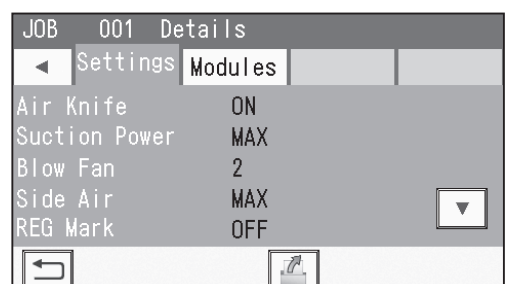 JOB 001 Details
◀ Settings Modules
Air Knife ON
Suction Power MAX
Blow Fan 2
Side Air MAX
▼
REG Mark OFF